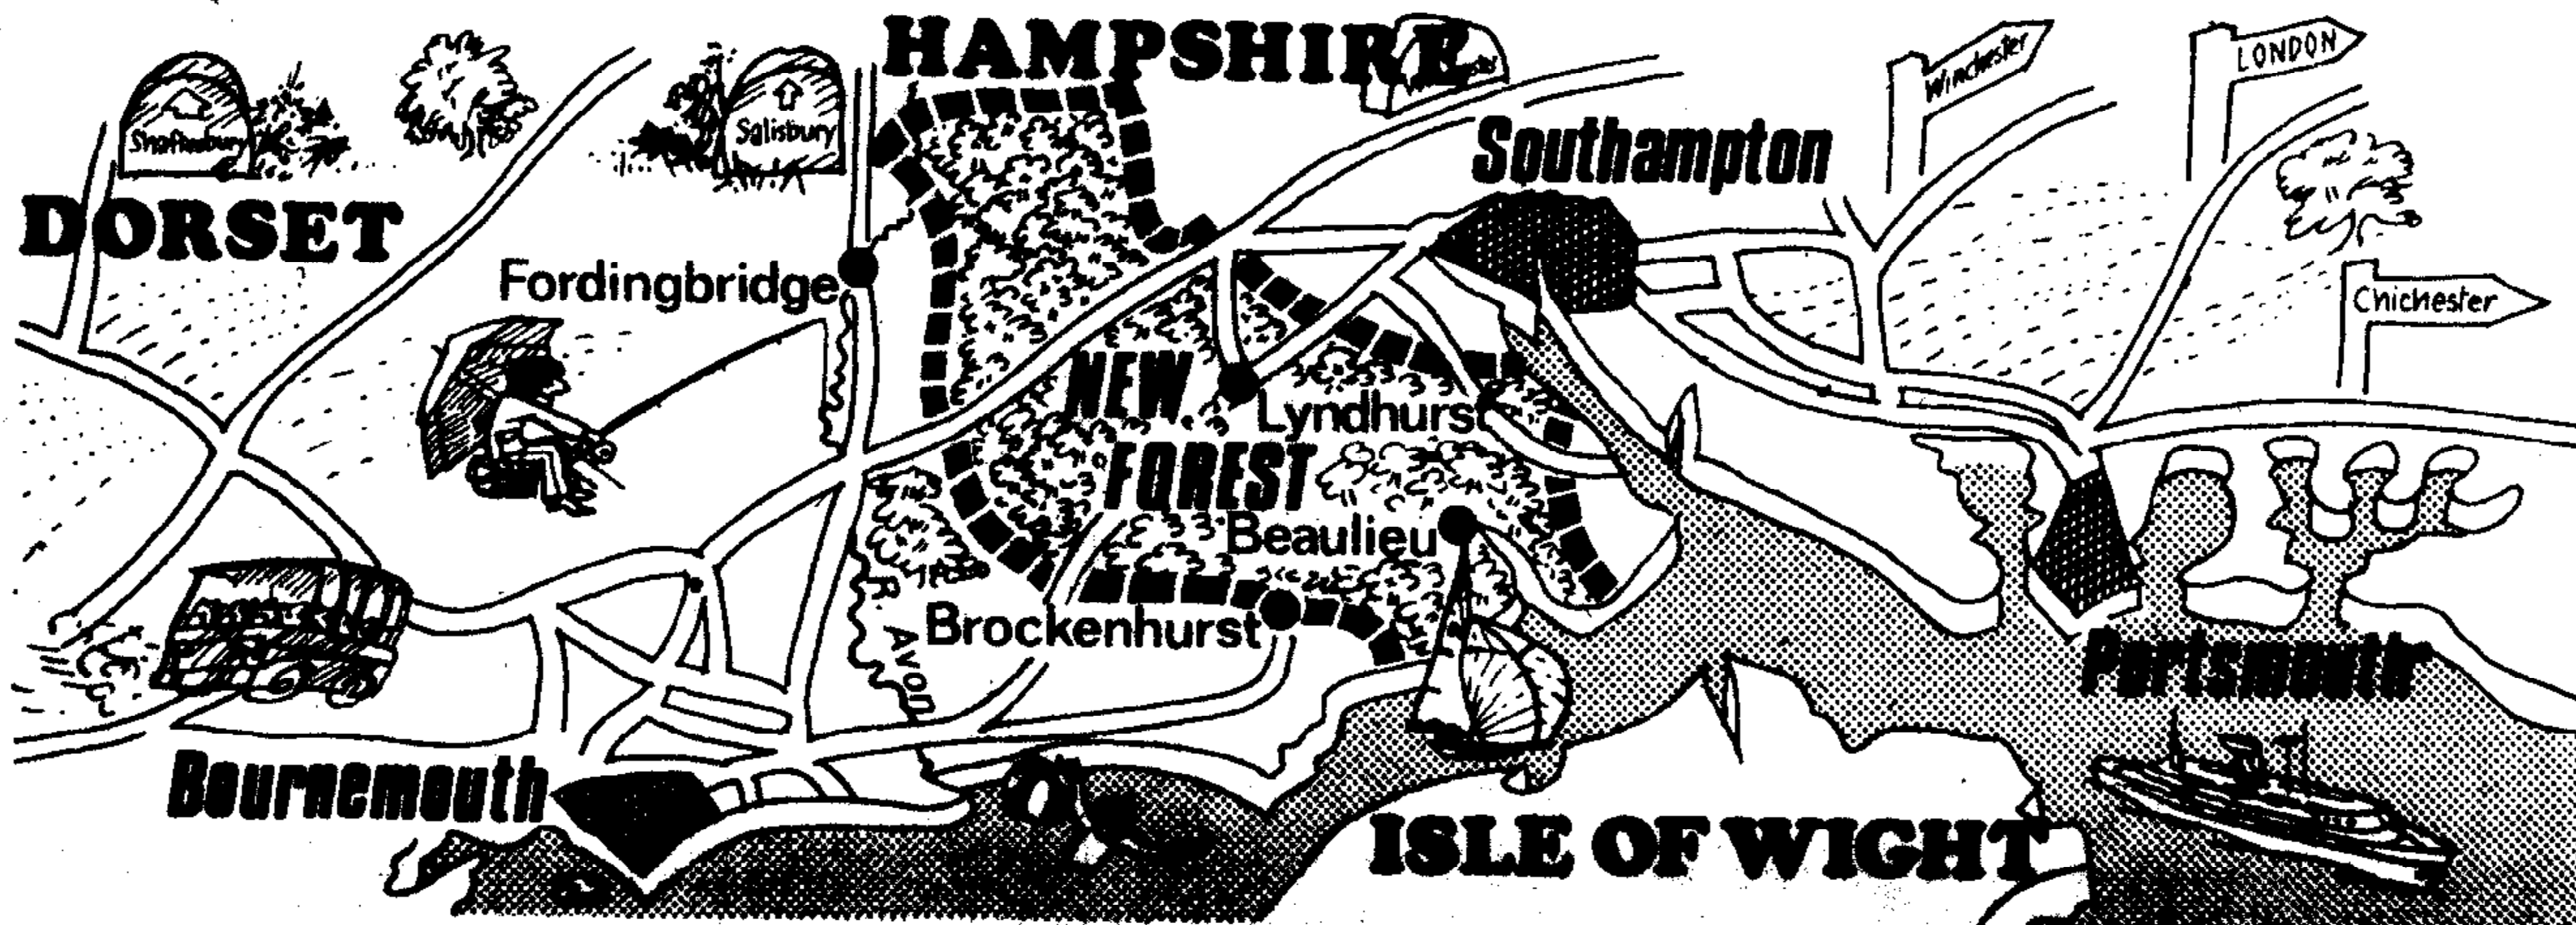 HAMPSHIRE
Winchester
LONDON
Shaftesbury
Salisbury
Southampton
DORSET
Fordingbridge
Chichester
NEW
FOREST
Lyndhurst
Beaulieu
Brockenhurst
R. Avon
Portsmouth
Bournemouth
ISLE OF WIGHT